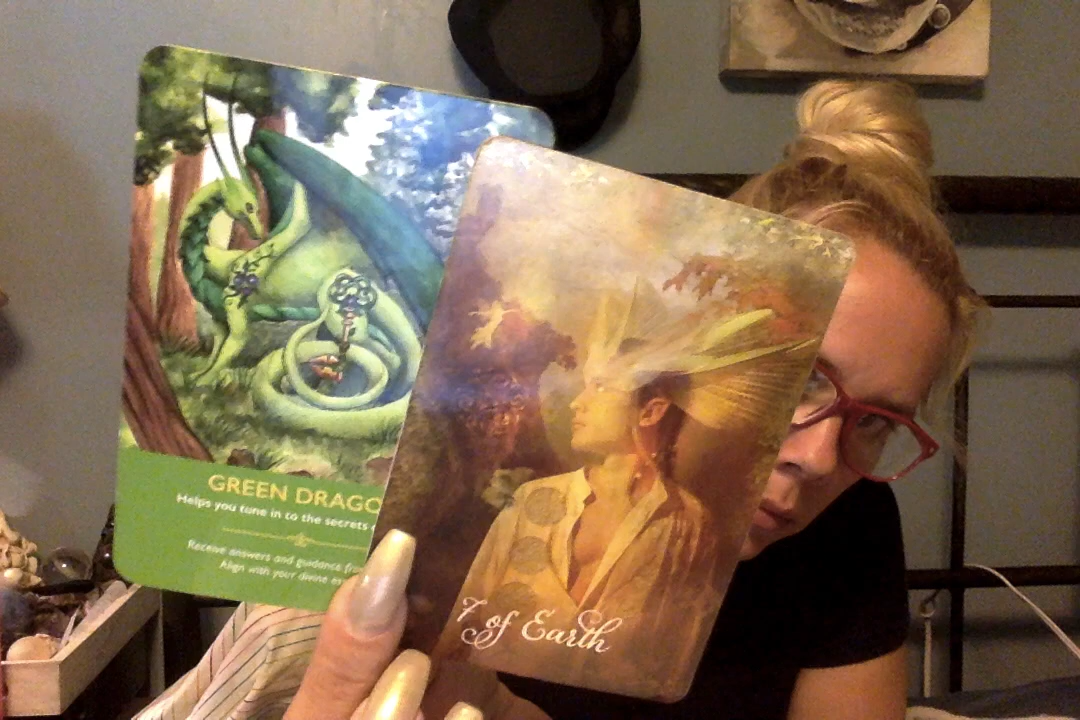 GREEN DRAGO
Helps you tune in to the secrets
Receive answers and guidance
Align with your divine
7 of Earth